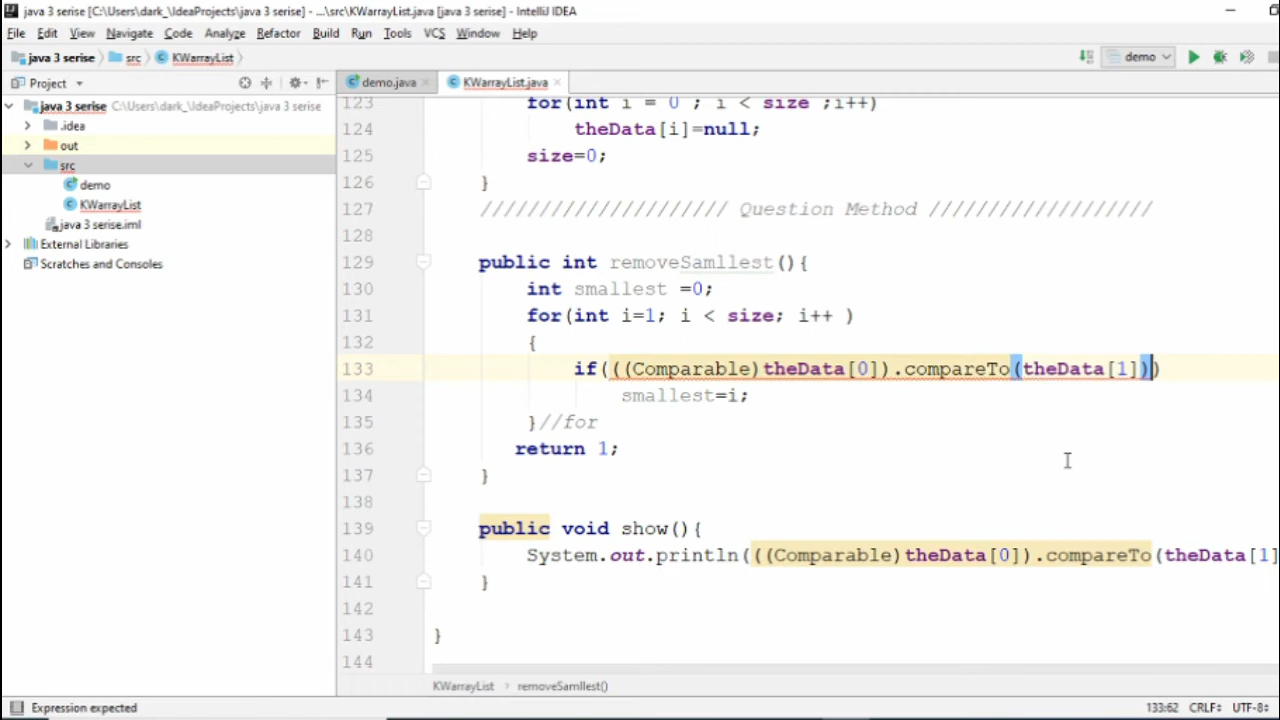 java 3 serise [C:\Users\dark_\IdeaProjects\java 3 serise] - ...\src\KWarrayList.java [java 3 serise] - IntelliJ IDEA
File Edit View Navigate Code Analyze Refactor Build Run Tools VCS Window Help
java 3 serise src KWarrayList demo
Project demo.java KWarrayList.java
java 3 serise C:\Users\dark_\IdeaProjects\java 3 serise
.idea
out
src
demo
KWarrayList
java 3 serise.iml
External Libraries
Scratches and Consoles
123 for(int i = 0 ; i < size ;i++)
124 theData[i]=null;
125 size=0;
126 }
127 ///////////////////// Question Method ///////////////////
128
129 public int removeSamllest(){
130 int smallest =0;
131 for(int i=1; i < size; i++ )
132 {
133 if(((Comparable)theData[0]).compareTo(theData[1]))
134 smallest=i;
135 }//for
136 return 1;
137 }
138
139 public void show(){
140 System.out.println(((Comparable)theData[0]).compareTo(theData[1]
141 }
142
143 }
144
KWarrayList removeSamllest()
Expression expected 133:62 CRLF UTF-8